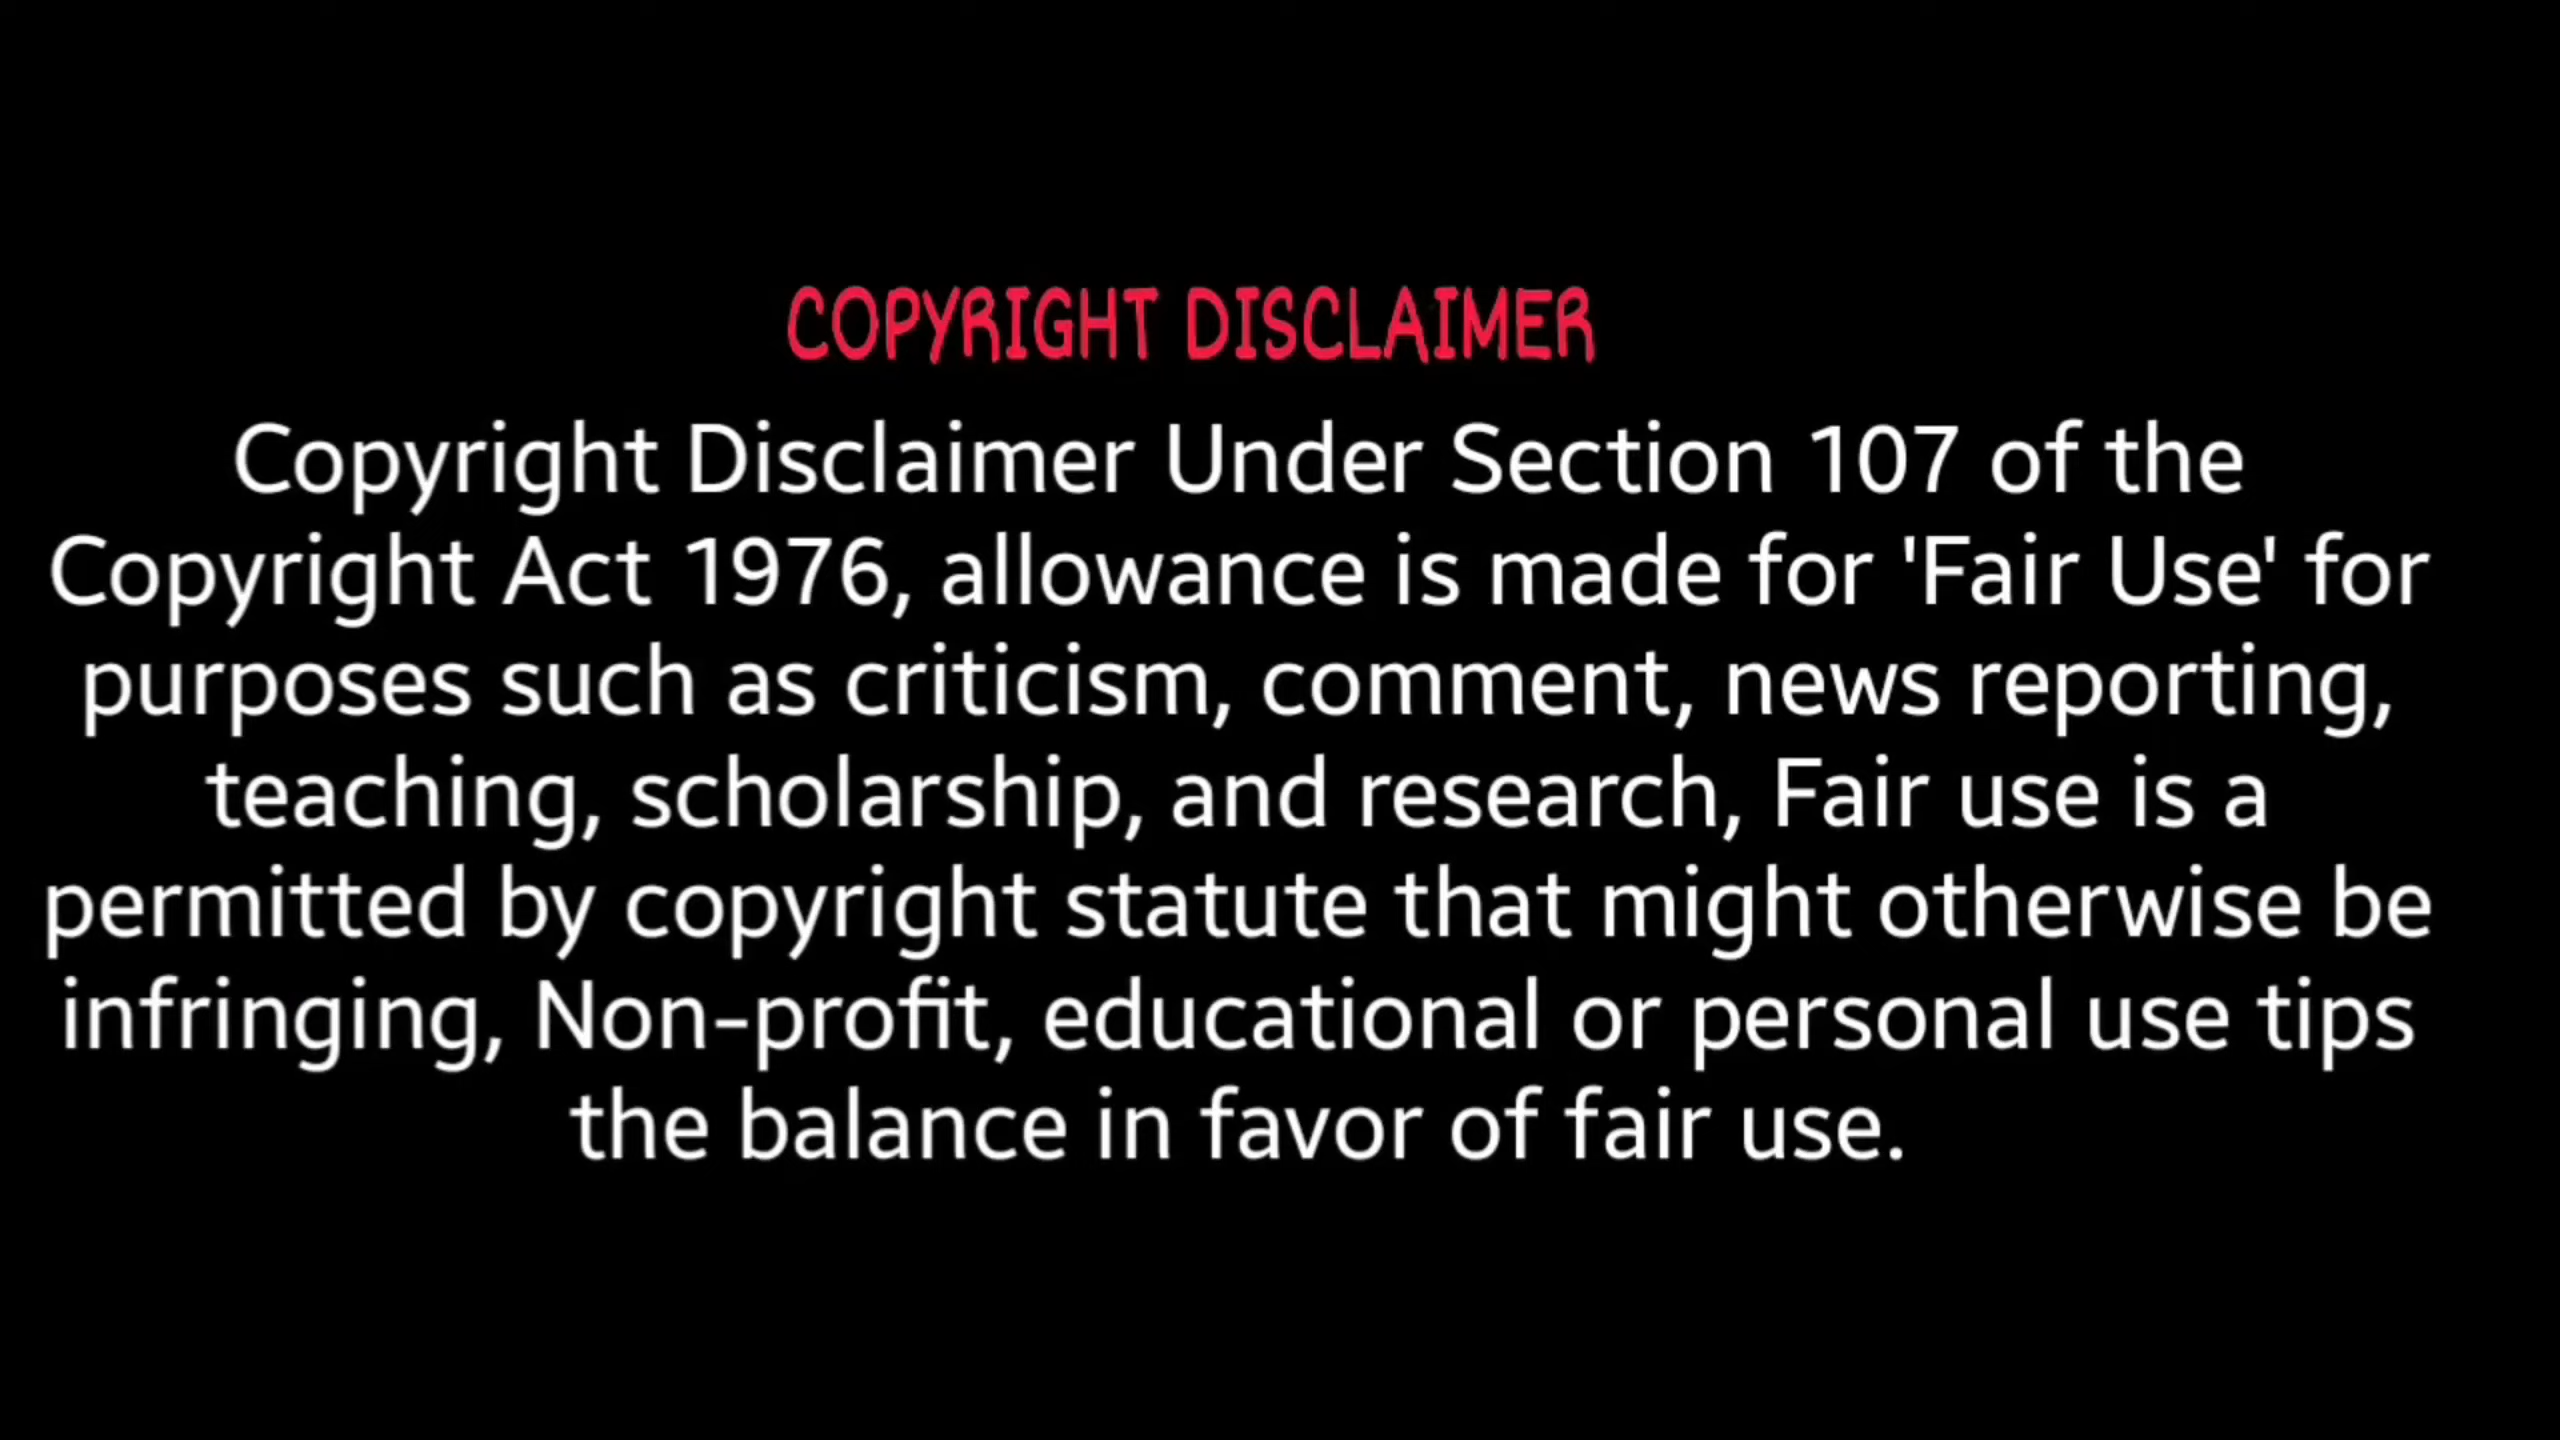 COPYRIGHT DISCLAIMER
Copyright Disclaimer Under Section 107 of the
Copyright Act 1976, allowance is made for 'Fair Use' for
purposes such as criticism, comment, news reporting,
teaching, scholarship, and research, Fair use is a
permitted by copyright statute that might otherwise be
infringing, Non-profit, educational or personal use tips
the balance in favor of fair use.